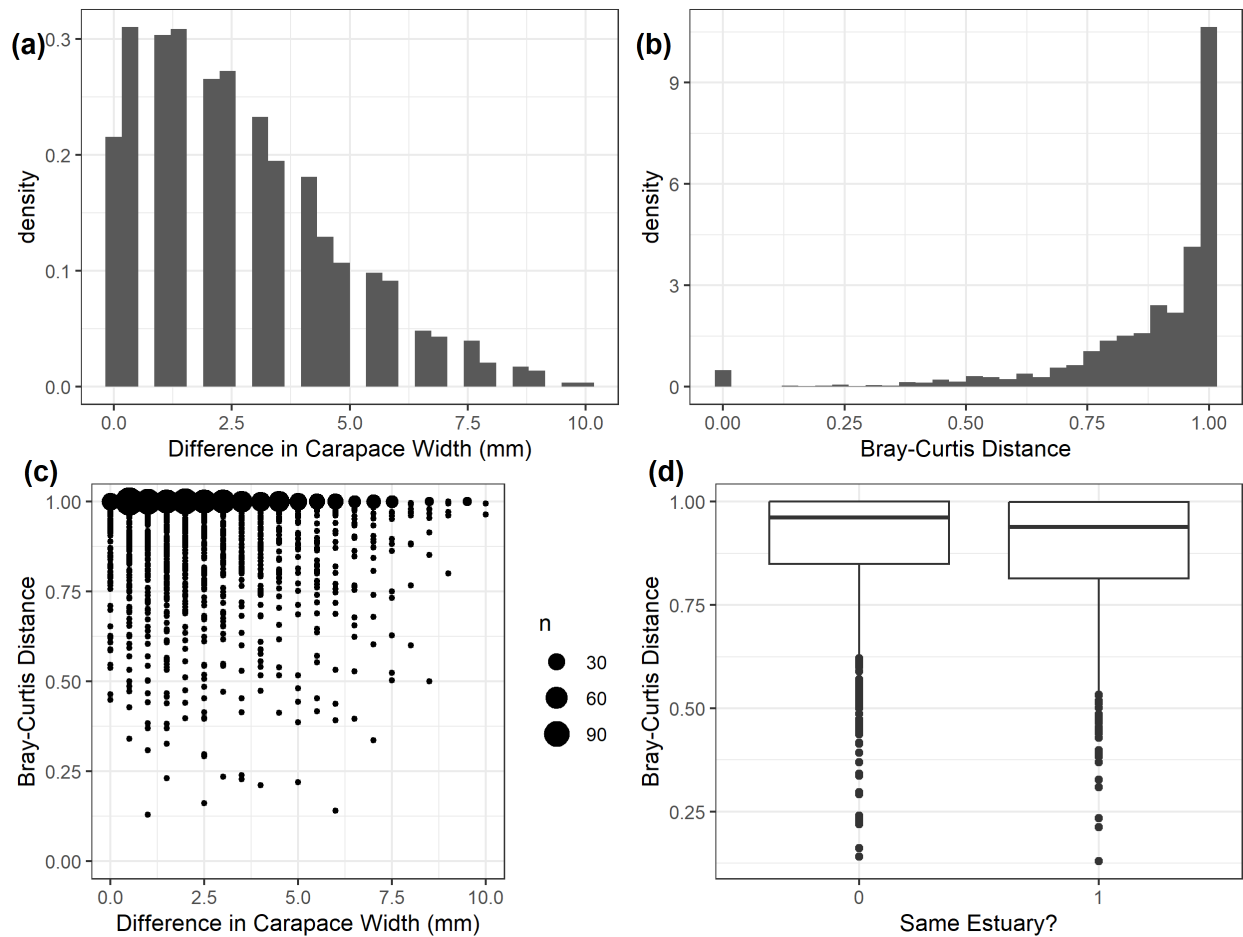 (a)
0.3
0.2
0.1
0.0
density
0.0 2.5 5.0 7.5 10.0
Difference in Carapace Width (mm)
(b)
9
6
3
0
density
0.00 0.25 0.50 0.75 1.00
Bray-Curtis Distance
(c)
1.00
0.75
0.50
0.25
0.00
Bray-Curtis Distance
0.0 2.5 5.0 7.5 10.0
Difference in Carapace Width (mm)
n
30
60
90
(d)
1.00
0.75
0.50
0.25
Bray-Curtis Distance
0 1
Same Estuary?